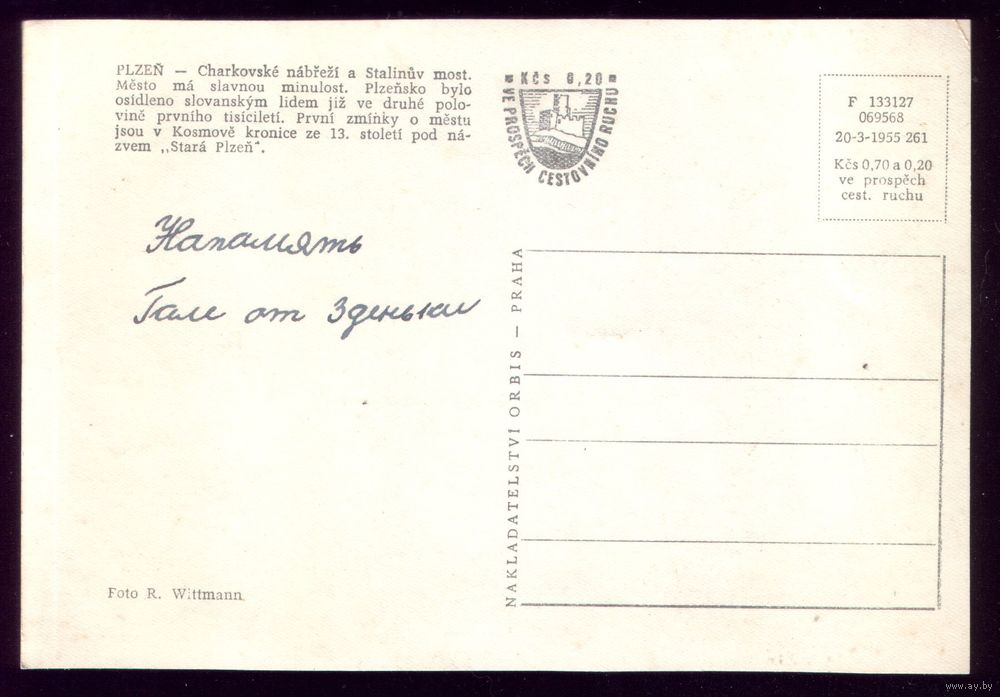 PLZEŇ — Charkovské nábřeží a Stalinův most.
Město má slavnou minulost. Plzeňsko bylo
osídleno slovanským lidem již ve druhé polo-
vině prvního tisíciletí. První zmíňky o městu
jsou v Kosmově kronice ze 13. století pod ná-
zvem ,,Stará Plzeň“.
Kčs 0,20
VE PROSPĚCH CESTOVNÍHO RUCHU
F 133127
069568
20-3-1955 261
Kčs 0,70 a 0,20
ve prospěch
cest. ruchu
Напамять
Гале от Зденьки
NAKLADATELSTVÍ ORBIS — PRAHA
Foto R. Wittmann
www.ay.by